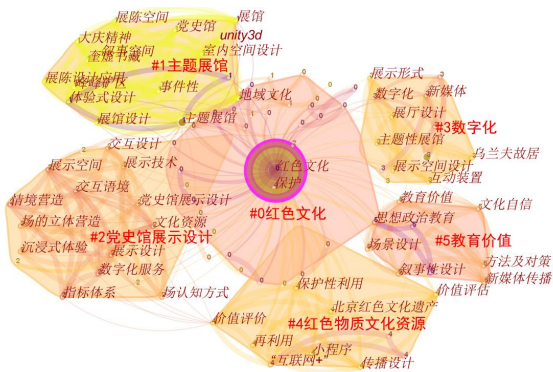 展陈空间
展馆
党史馆
大庆精神
unity3d
叙事空间
奎虚书藏
室内空间设计
#1主题展馆
展陈设计应用
事件性
体验式设计
地域文化
展馆设计
主题展馆
展示形式
数字化
新媒体
展厅设计
#3数字化
主题性展馆
乌兰夫故居
展示空间设计
互动装置
交互设计
展示空间
展示技术
红色文化
保护
交互语境
情境营造
党史馆展示设计
#0红色文化
场的立体营造
文化资源
#2党史馆展示设计
沉浸式体验
展示设计
数字化服务
指标体系
场认知方式
教育价值
文化自信
思想政治教育
场景设计
#5教育价值
叙事性设计
方法及对策
新媒体传播
价值评估
保护性利用
北京红色文化遗产
价值评价
#4红色物质文化资源
再利用
小程序
“互联网+”
传播设计